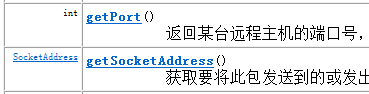 int getPort()
返回某台远程主机的端口号，
SocketAddress getSocketAddress()
获取要将此包发送到的或发出